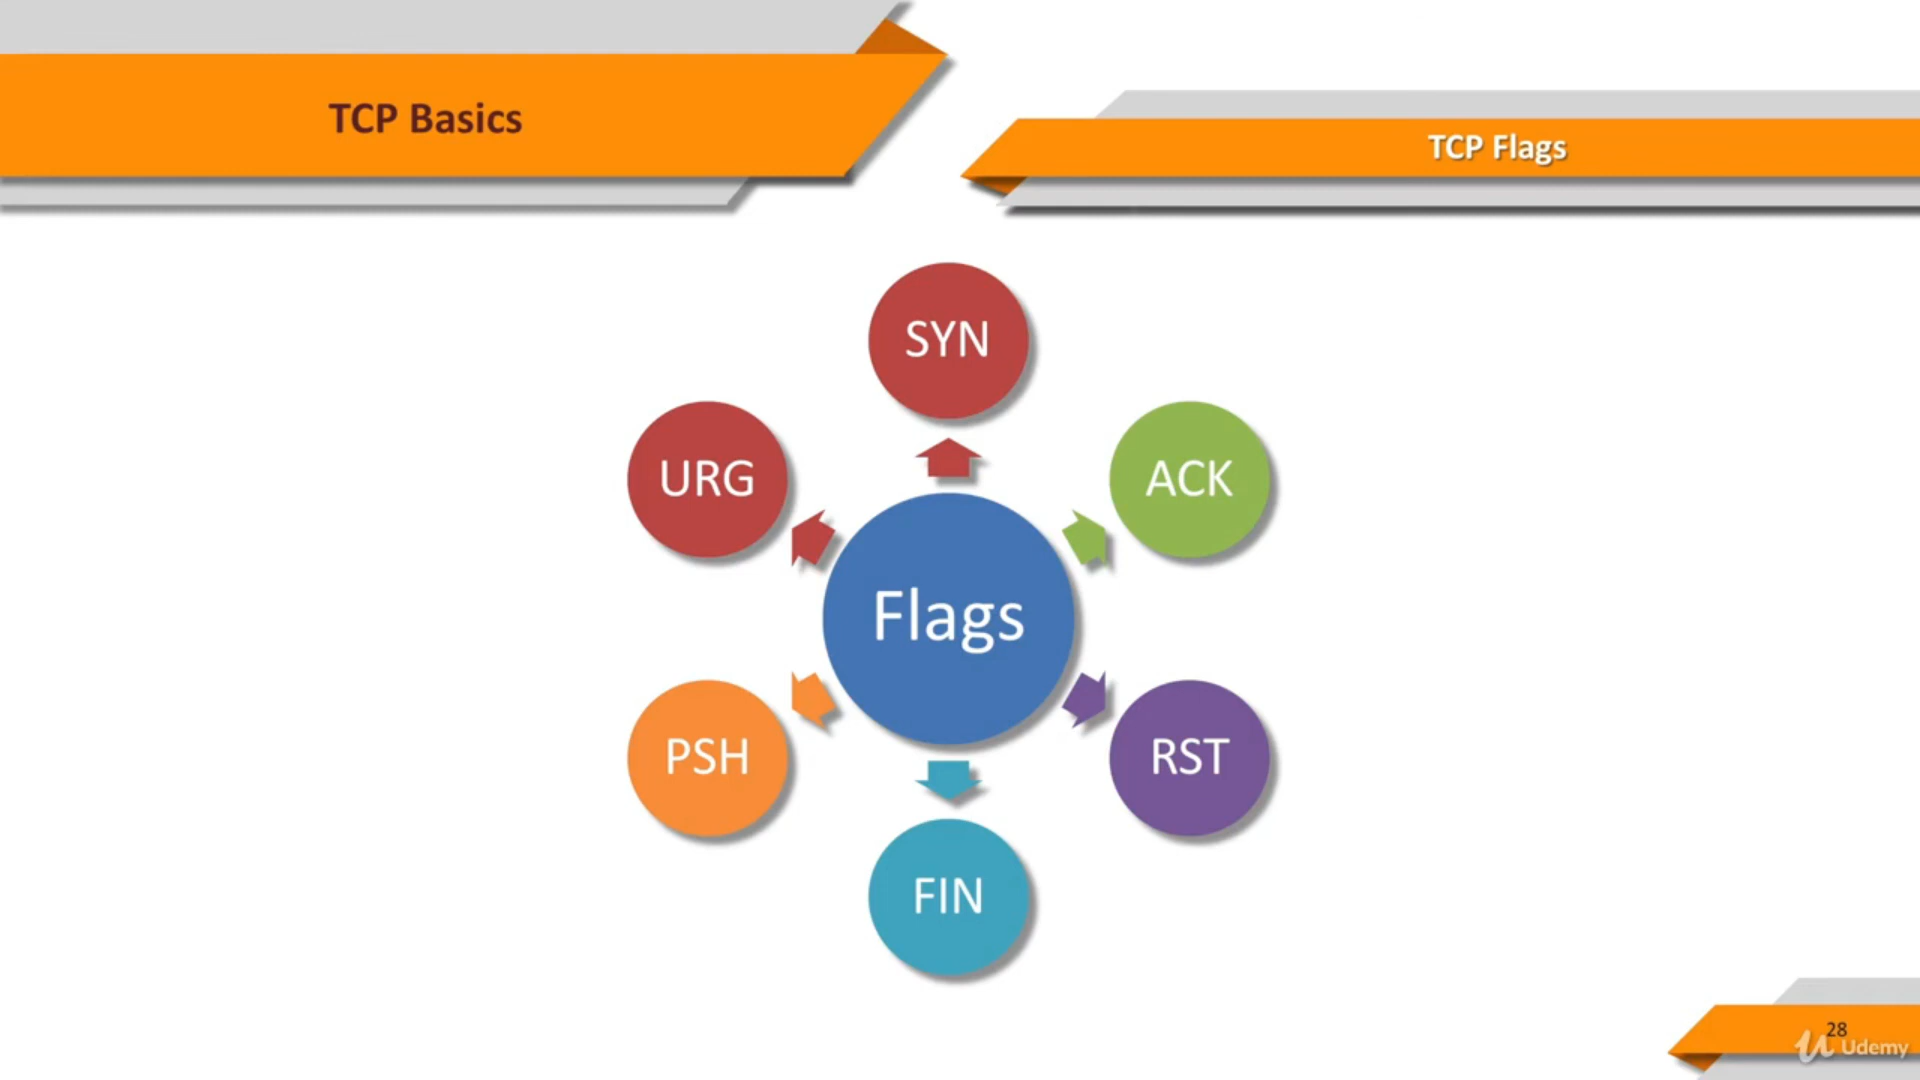 TCP Basics
TCP Flags
SYN
URG
ACK
Flags
PSH
RST
FIN
28
Udemy